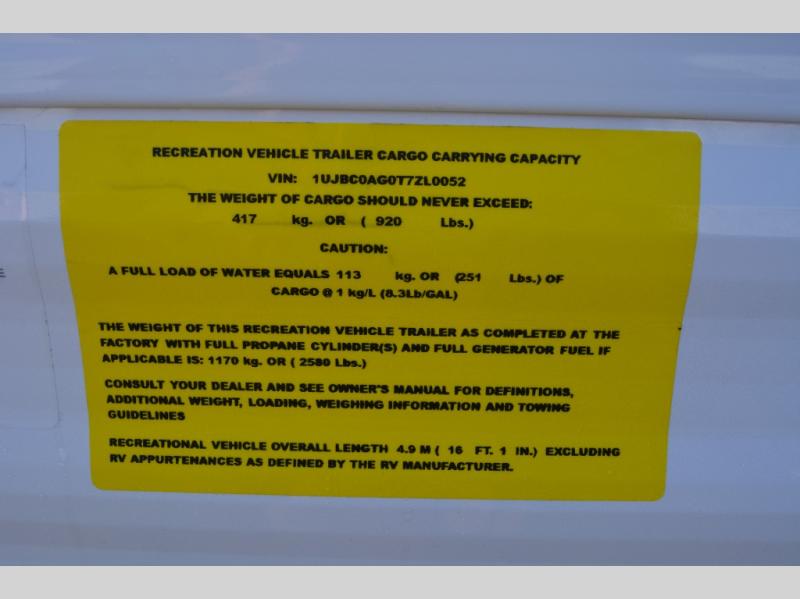 RECREATION VEHICLE TRAILER CARGO CARRYING CAPACITY
VIN: 1UJBC0AG0T7ZL0052
THE WEIGHT OF CARGO SHOULD NEVER EXCEED:
417 kg. OR ( 920 Lbs.)
CAUTION:
A FULL LOAD OF WATER EQUALS 113 kg. OR (251 Lbs.) OF
CARGO @ 1 kg/L (8.3Lb/GAL)
THE WEIGHT OF THIS RECREATION VEHICLE TRAILER AS COMPLETED AT THE
FACTORY WITH FULL PROPANE CYLINDER(S) AND FULL GENERATOR FUEL IF
APPLICABLE IS: 1170 kg. OR ( 2580 Lbs.)
CONSULT YOUR DEALER AND SEE OWNER'S MANUAL FOR DEFINITIONS,
ADDITIONAL WEIGHT, LOADING, WEIGHING INFORMATION AND TOWING
GUIDELINES
RECREATIONAL VEHICLE OVERALL LENGTH 4.9 M ( 16 FT. 1 IN.) EXCLUDING
RV APPURTENANCES AS DEFINED BY THE RV MANUFACTURER.